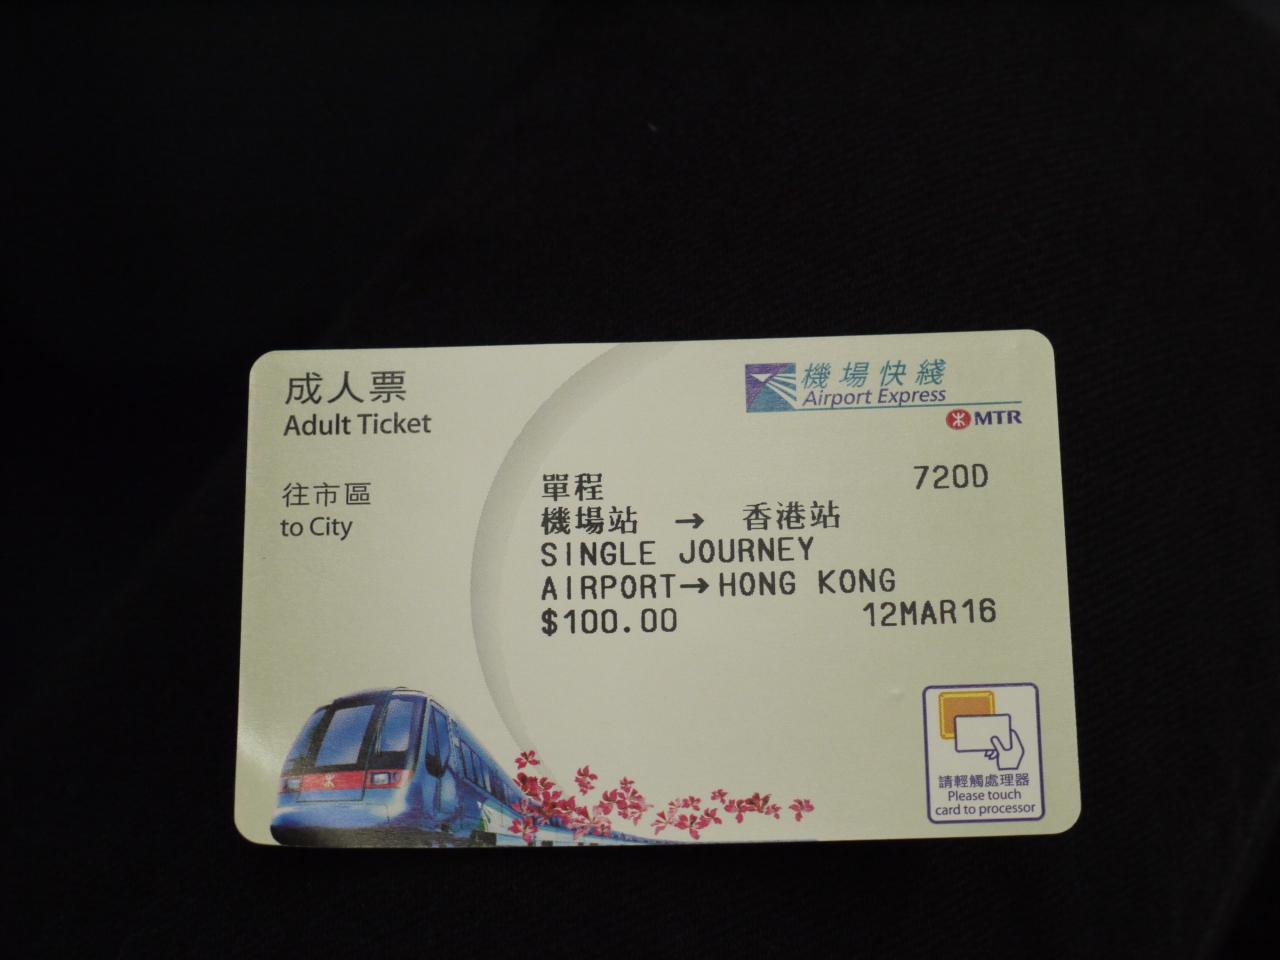 成人票
Adult Ticket
機場快綫
Airport Express
MTR
往市區
to City
單程 720D
機場站 → 香港站
SINGLE JOURNEY
AIRPORT→HONG KONG
$100.00 12MAR16
請輕觸處理器
Please touch
card to processor